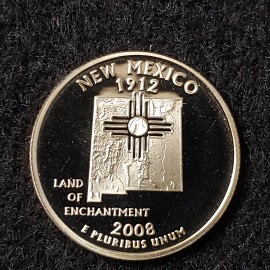 NEW MEXICO
1912
LAND
OF
ENCHANTMENT
2008
E PLURIBUS UNUM